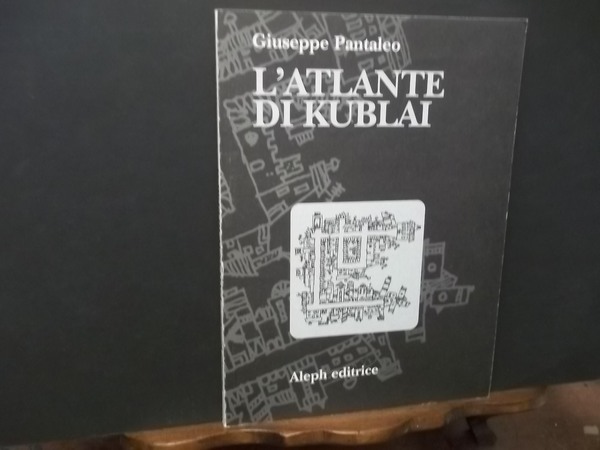 Giuseppe Pantaleo
L'ATLANTE
DI KUBLAI
Aleph editrice